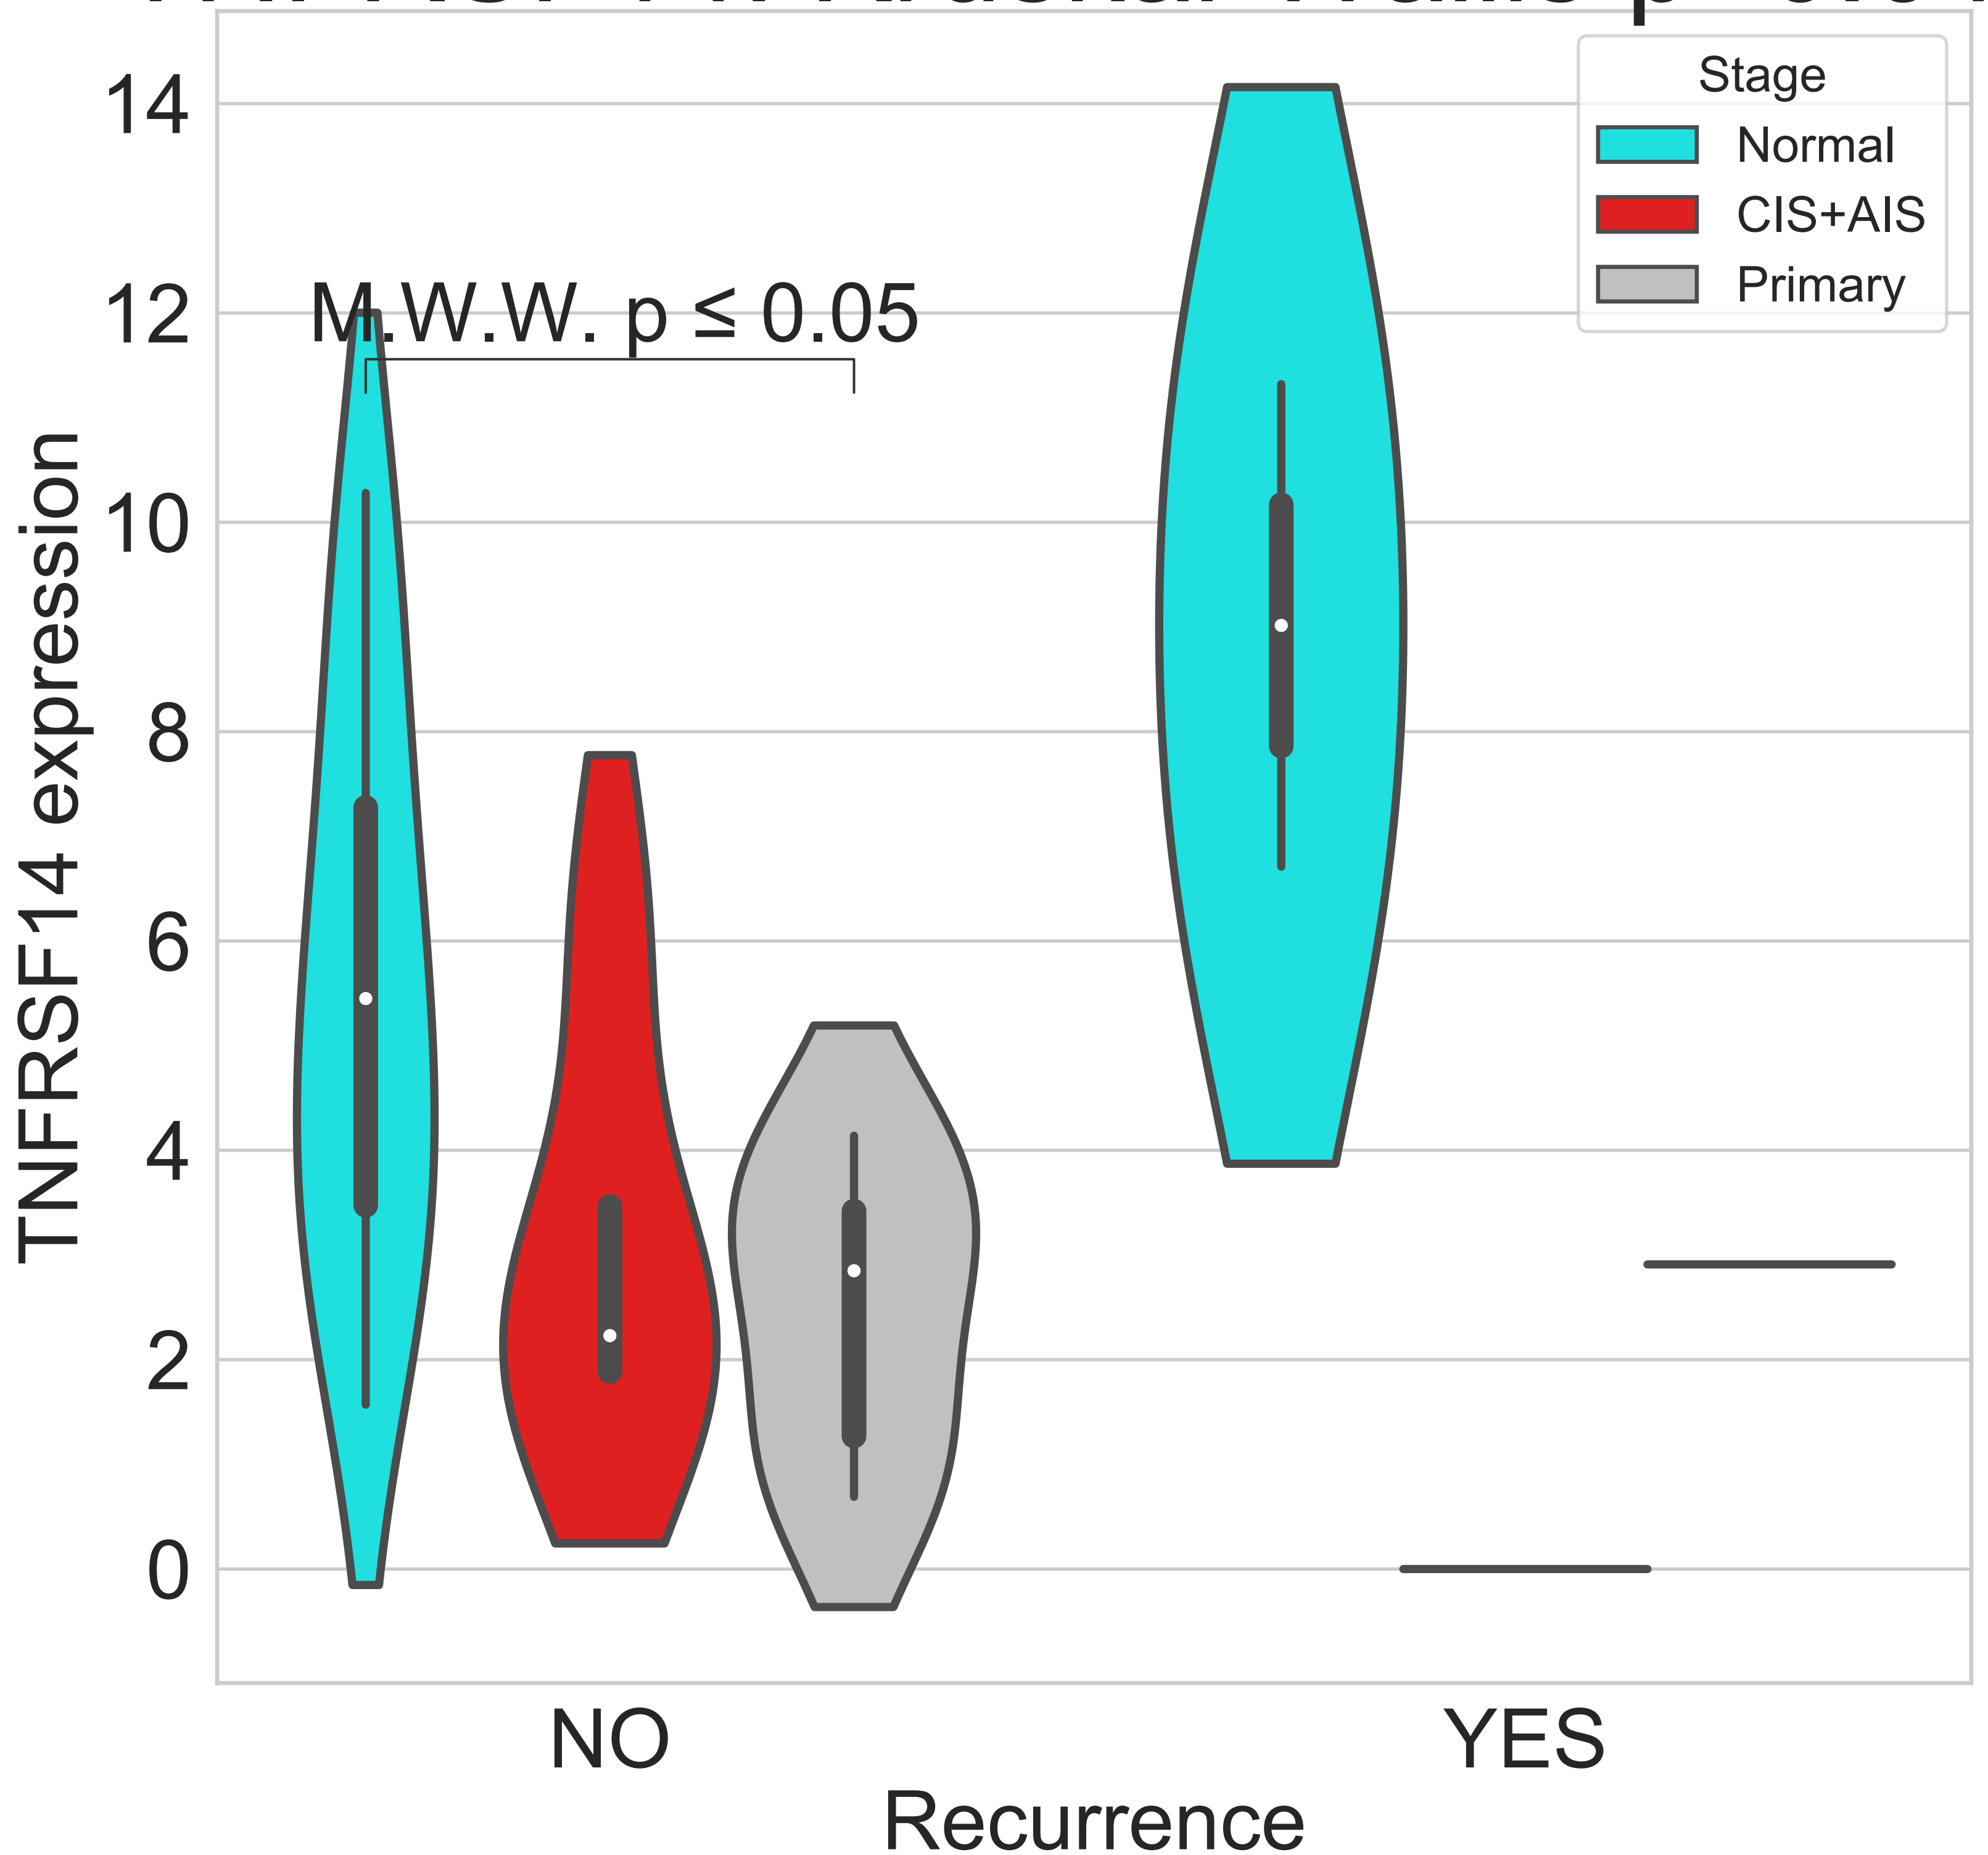 Stage
Normal
CIS+AIS
Primary
M.W.W. p ≤ 0.05
14
12
10
8
6
4
2
0
TNFRSF14 expression
NO
YES
Recurrence